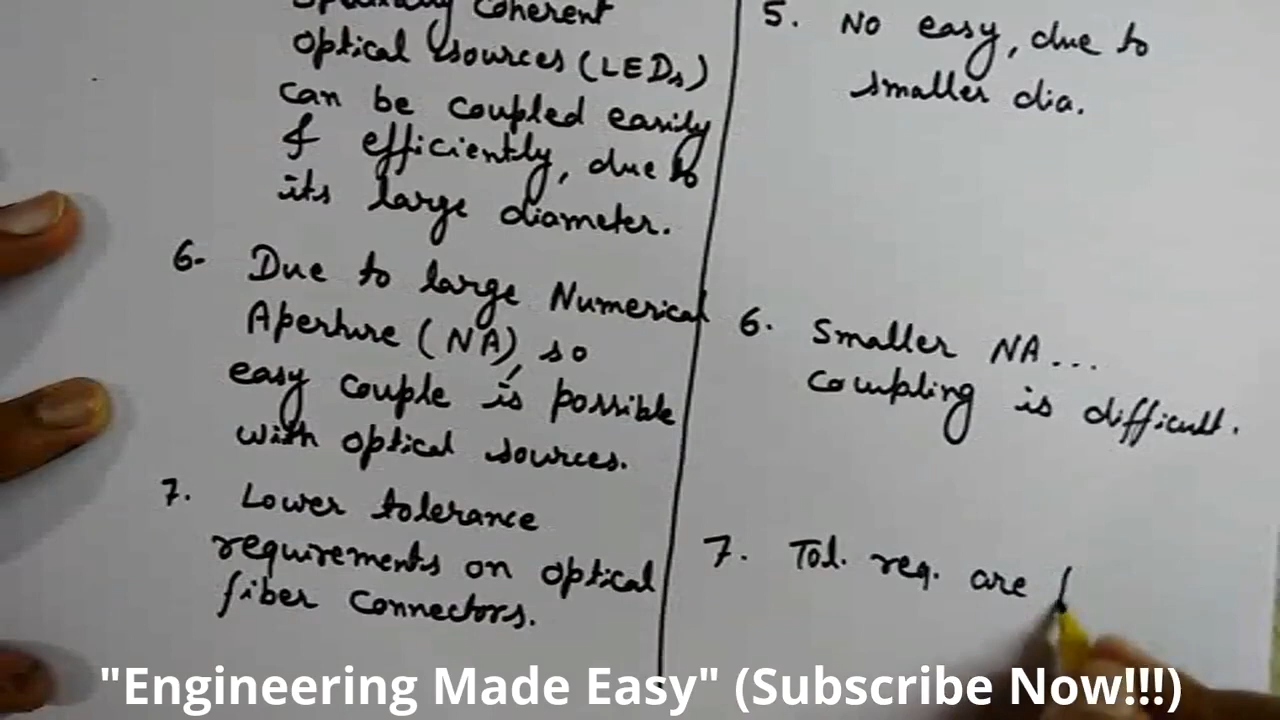 Coherent
optical sources (LEDs)
can be coupled easily
& efficiently, due to
its large diameter.
6- Due to large Numerical
Aperture (NA), so
easy couple is possible
with optical sources.
7. Lower tolerance
requirements on optical
fiber connectors.
5. No easy, due to
smaller dia.
6. Smaller NA...
coupling is difficult.
7. Tol. req. are
"Engineering Made Easy" (Subscribe Now!!!)